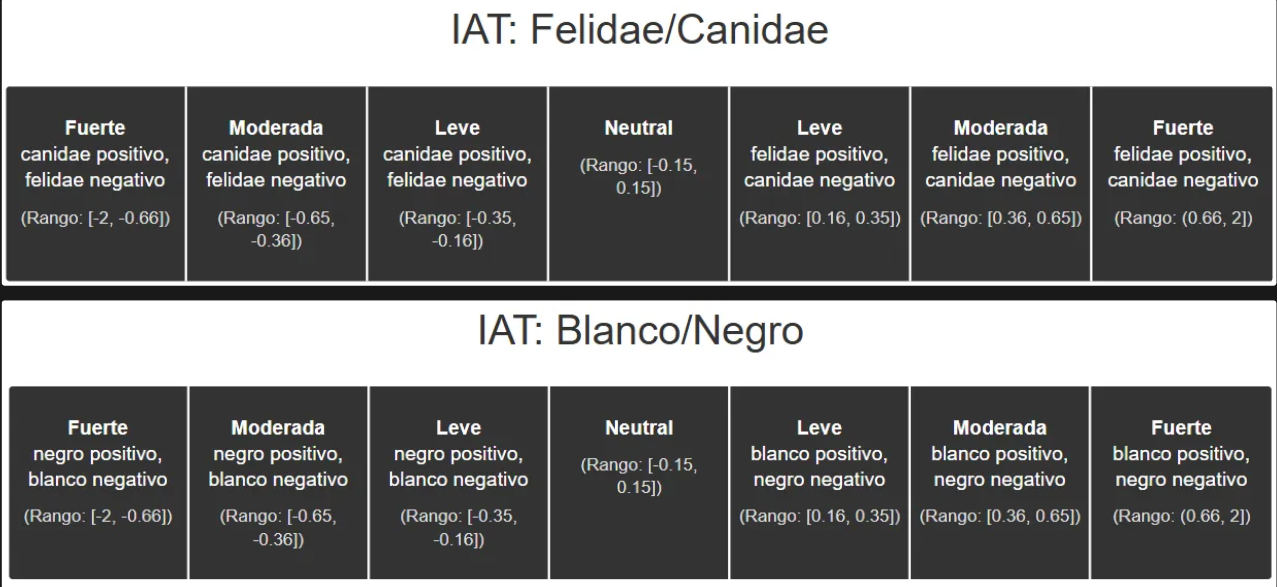 IAT: Felidae/Canidae
Fuerte
canidae positivo,
felidae negativo
(Rango: [-2, -0.66])
Moderada
canidae positivo,
felidae negativo
(Rango: [-0.65,
-0.36])
Leve
canidae positivo,
felidae negativo
(Rango: [-0.35,
-0.16])
Neutral
(Rango: [-0.15,
0.15])
Leve
felidae positivo,
canidae negativo
(Rango: [0.16, 0.35])
Moderada
felidae positivo,
canidae negativo
(Rango: [0.36, 0.65])
Fuerte
felidae positivo,
canidae negativo
(Rango: (0.66, 2])
IAT: Blanco/Negro
Fuerte
negro positivo,
blanco negativo
(Rango: [-2, -0.66])
Moderada
negro positivo,
blanco negativo
(Rango: [-0.65,
-0.36])
Leve
negro positivo,
blanco negativo
(Rango: [-0.35,
-0.16])
Neutral
(Rango: [-0.15,
0.15])
Leve
blanco positivo,
negro negativo
(Rango: [0.16, 0.35])
Moderada
blanco positivo,
negro negativo
(Rango: [0.36, 0.65])
Fuerte
blanco positivo,
negro negativo
(Rango: (0.66, 2])